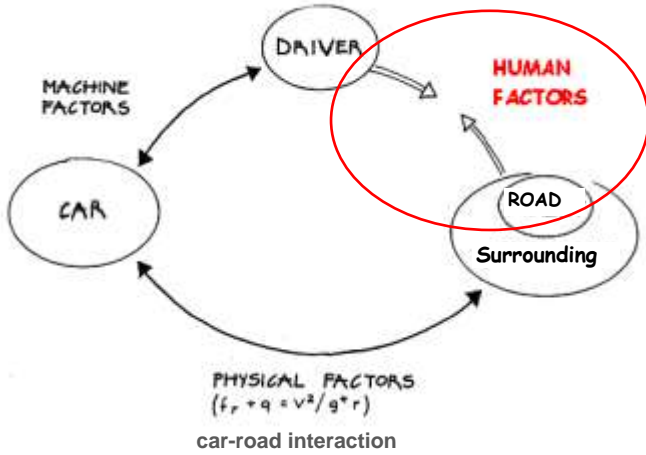 DRIVER
HUMAN
FACTORS
MACHINE
FACTORS
CAR
ROAD
Surrounding
PHYSICAL FACTORS
(fr + q = v²/g*r)
car-road interaction